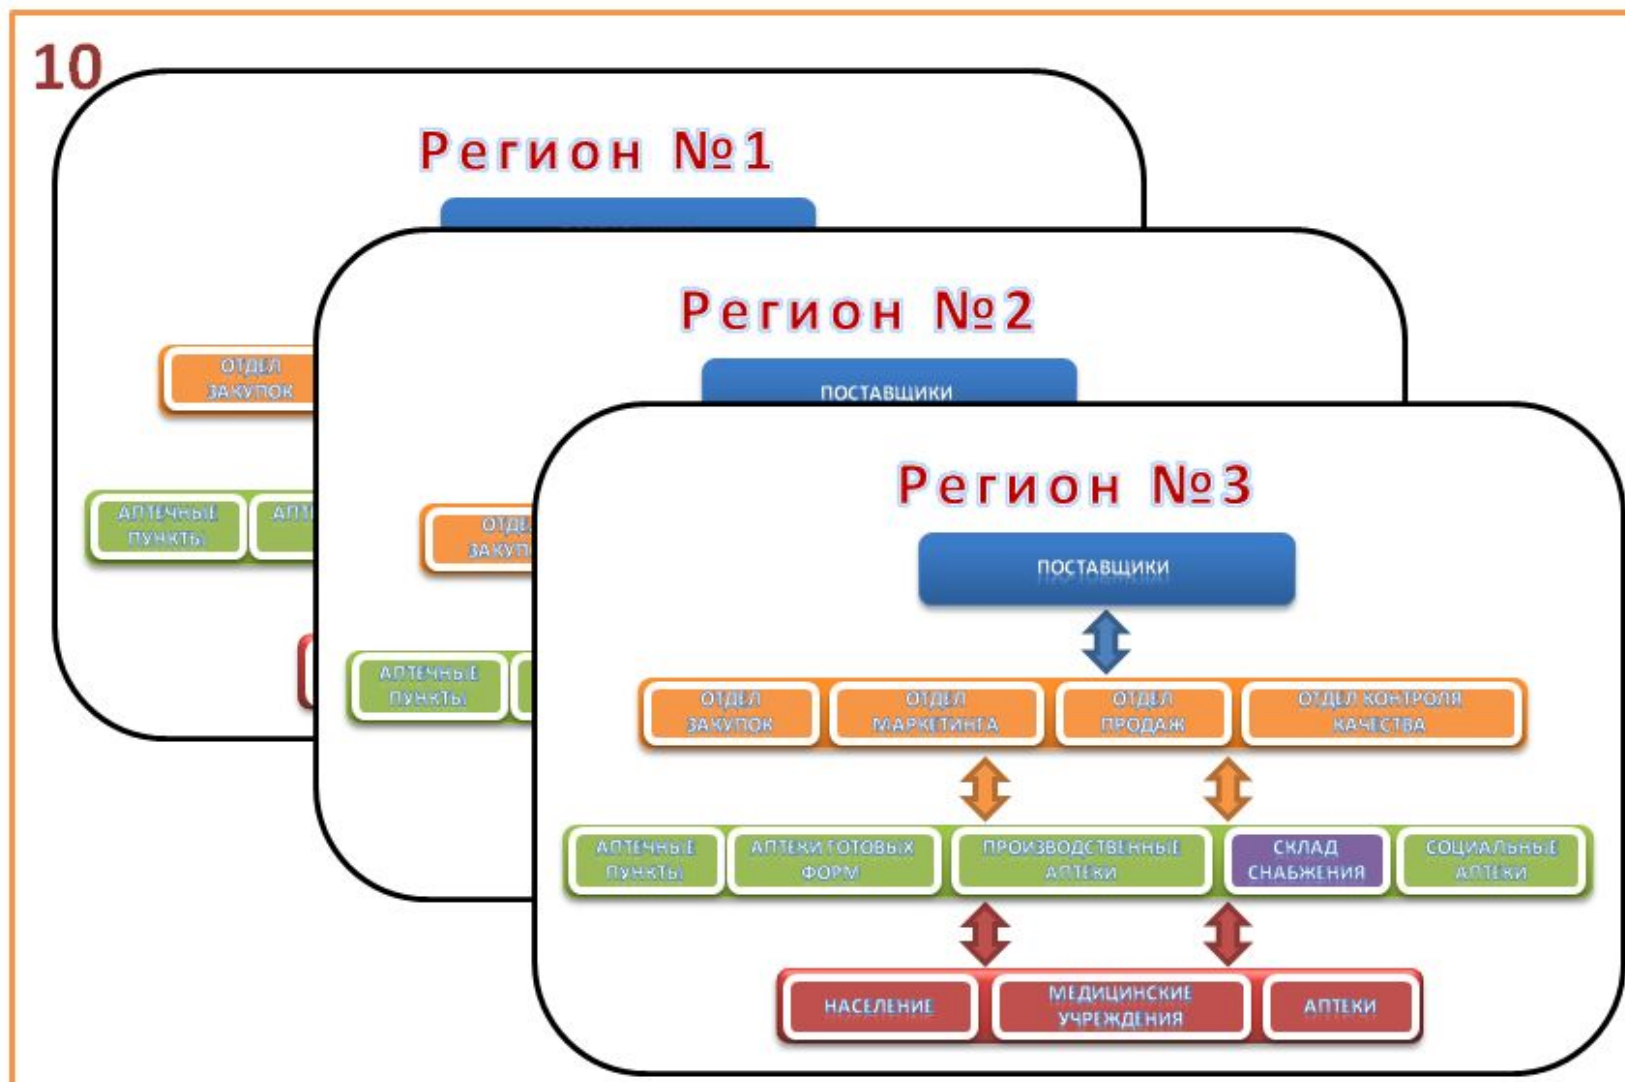 10
Регион №1
ОТДЕЛ
ЗАКУПОК
АПТЕЧНЫЕ
ПУНКТЫ
Регион №2
ПОСТАВЩИКИ
АПТЕЧНЫЕ
ПУНКТЫ
Регион №3
ПОСТАВЩИКИ
ОТДЕЛ
ЗАКУПОК
ОТДЕЛ
МАРКЕТИНГА
ОТДЕЛ
ПРОДАЖ
ОТДЕЛ КОНТРОЛЯ
КАЧЕСТВА
АПТЕЧНЫЕ
ПУНКТЫ
АПТЕКИ ГОТОВЫХ
ФОРМ
ПРОИЗВОДСТВЕННЫЕ
АПТЕКИ
СКЛАД
СНАБЖЕНИЯ
СОЦИАЛЬНЫЕ
АПТЕКИ
НАСЕЛЕНИЕ
МЕДИЦИНСКИЕ
УЧРЕЖДЕНИЯ
АПТЕКИ